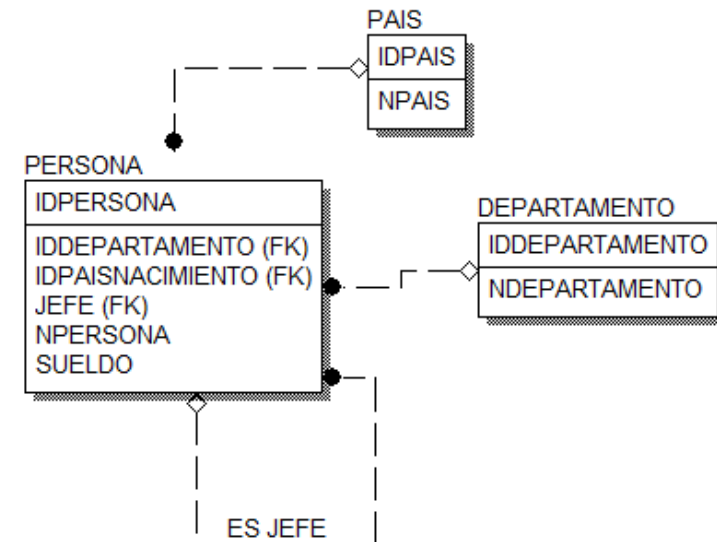 PAIS
IDPAIS
NPAIS
PERSONA
IDPERSONA
IDDEPARTAMENTO (FK)
IDPAISNACIMIENTO (FK)
JEFE (FK)
NPERSONA
SUELDO
DEPARTAMENTO
IDDEPARTAMENTO
NDEPARTAMENTO
ES JEFE